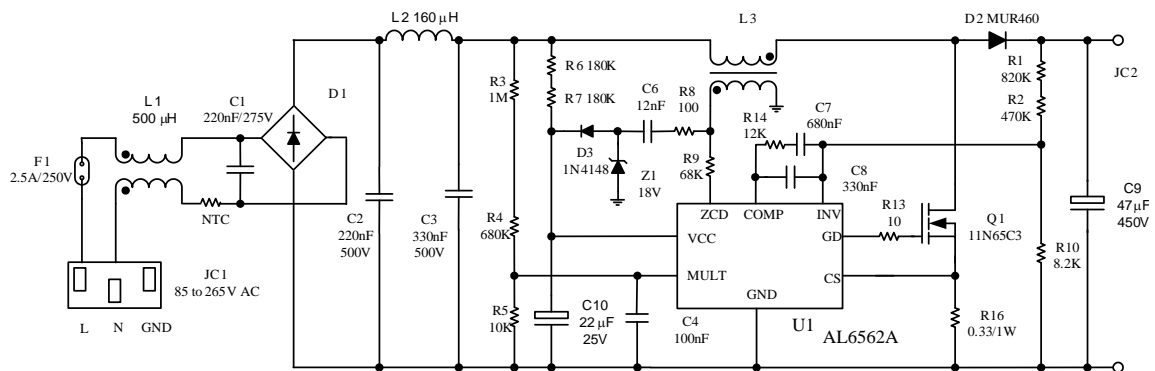 L2 160 µH
L3
D2 MUR460
R6 180K
R3
1M
R1
820K
JC2
R7 180K
C6
12nF
R8
100
C7
680nF
R2
470K
L1
500 µH
C1
220nF/275V
D1
R14
12K
F1
2.5A/250V
D3
1N4148
Z1
18V
R9
68K
C8
330nF
NTC
C9
47µF
450V
ZCD
COMP
INV
R13
10
R4
680K
C2
220nF
500V
C3
330nF
500V
VCC
GD
Q1
11N65C3
R10
8.2K
JC1
85 to 265V AC
MULT
CS
GND
R5
10K
C10
22 µF
25V
C4
100nF
U1
AL6562A
R16
0.33/1W
L
N
GND